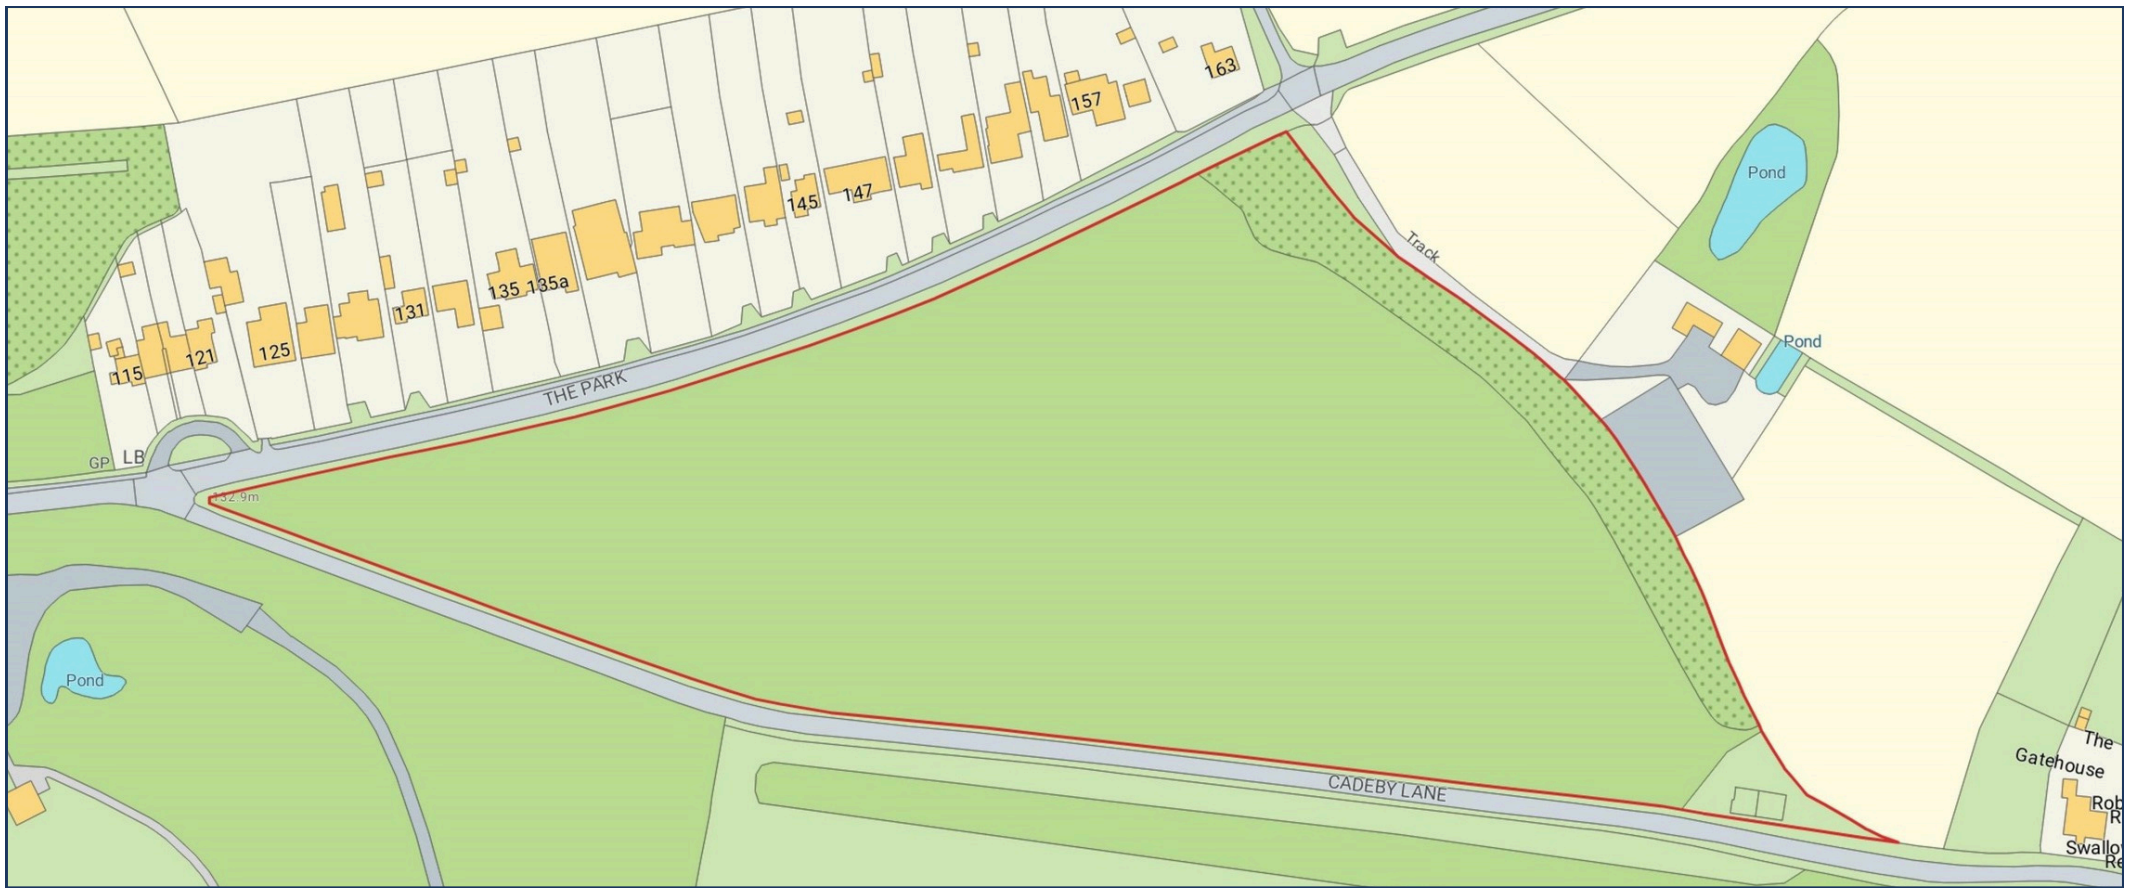 163
157
Pond
147
145
Track
135 135a
131
125
121
115
Pond
THE PARK
GP
LB
132.9m
Pond
The
Gatehouse
CADEBY LANE
Rob
R
Swallo
Re